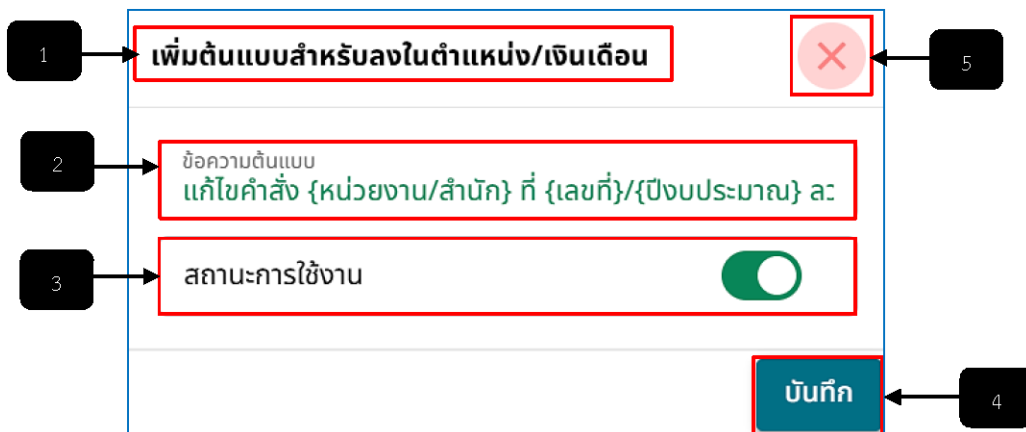 1
เพิ่มต้นแบบสำหรับลงในตำแหน่ง/เงินเดือน
5
2
ข้อความต้นแบบ
แก้ไขคำสั่ง {หน่วยงาน/สำนัก} ที่ {เลขที่}/{ปีงบประมาณ}
3
สถานะการใช้งาน
บันทึก
4